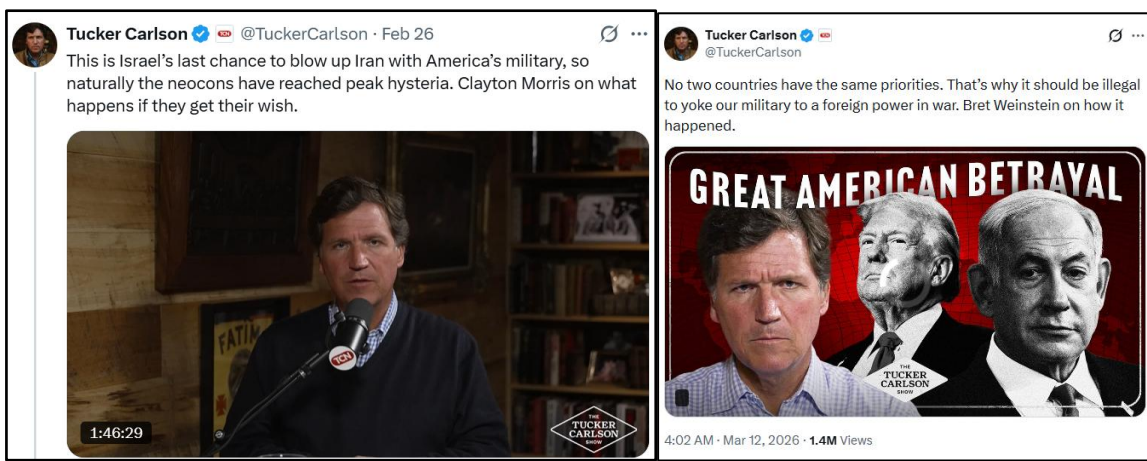 Tucker Carlson TCN @TuckerCarlson · Feb 26
This is Israel's last chance to blow up Iran with America's military, so
naturally the neocons have reached peak hysteria. Clayton Morris on what
happens if they get their wish.
FATIMA
TCN
1:46:29
THE
TUCKER
CARLSON
SHOW
Tucker Carlson
@TuckerCarlson
No two countries have the same priorities. That's why it should be illegal
to yoke our military to a foreign power in war. Bret Weinstein on how it
happened.
GREAT AMERICAN BETRAYAL
THE
TUCKER
CARLSON
SHOW
4:02 AM · Mar 12, 2026 · 1.4M Views